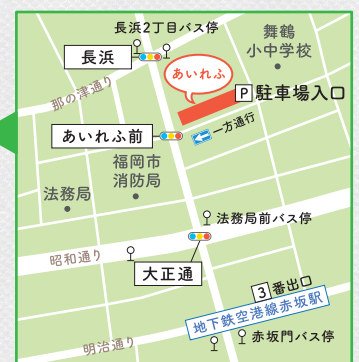 長浜2丁目バス停
舞鶴
小中学校
長浜
あいれふ
那の津通り
P 駐車場入口
あいれふ前
一方通行
福岡市
消防局
法務局
法務局前バス停
昭和通り
大正通
3 番出口
地下鉄空港線赤坂駅
明治通り
赤坂門バス停